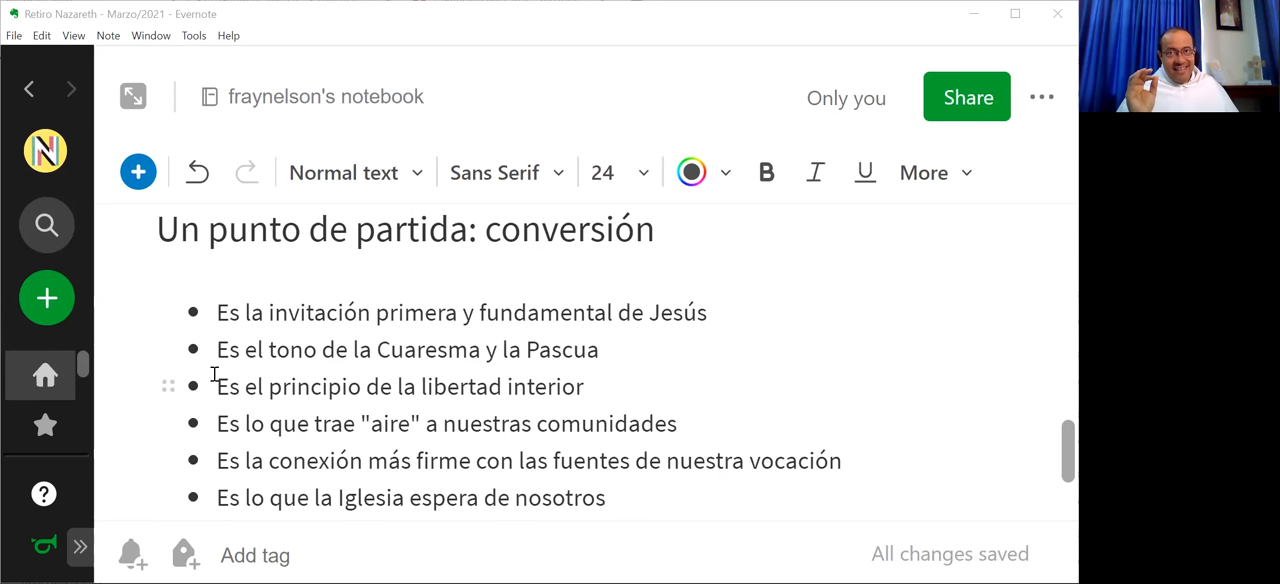 Retiro Nazareth - Marzo/2021 - Evernote
File Edit View Note Window Tools Help
fraynelson's notebook
Only you
Share
Normal text
Sans Serif
24
B I U More
Un punto de partida: conversión
Es la invitación primera y fundamental de Jesús
Es el tono de la Cuaresma y la Pascua
Es el principio de la libertad interior
Es lo que trae "aire" a nuestras comunidades
Es la conexión más firme con las fuentes de nuestra vocación
Es lo que la Iglesia espera de nosotros
Add tag
All changes saved